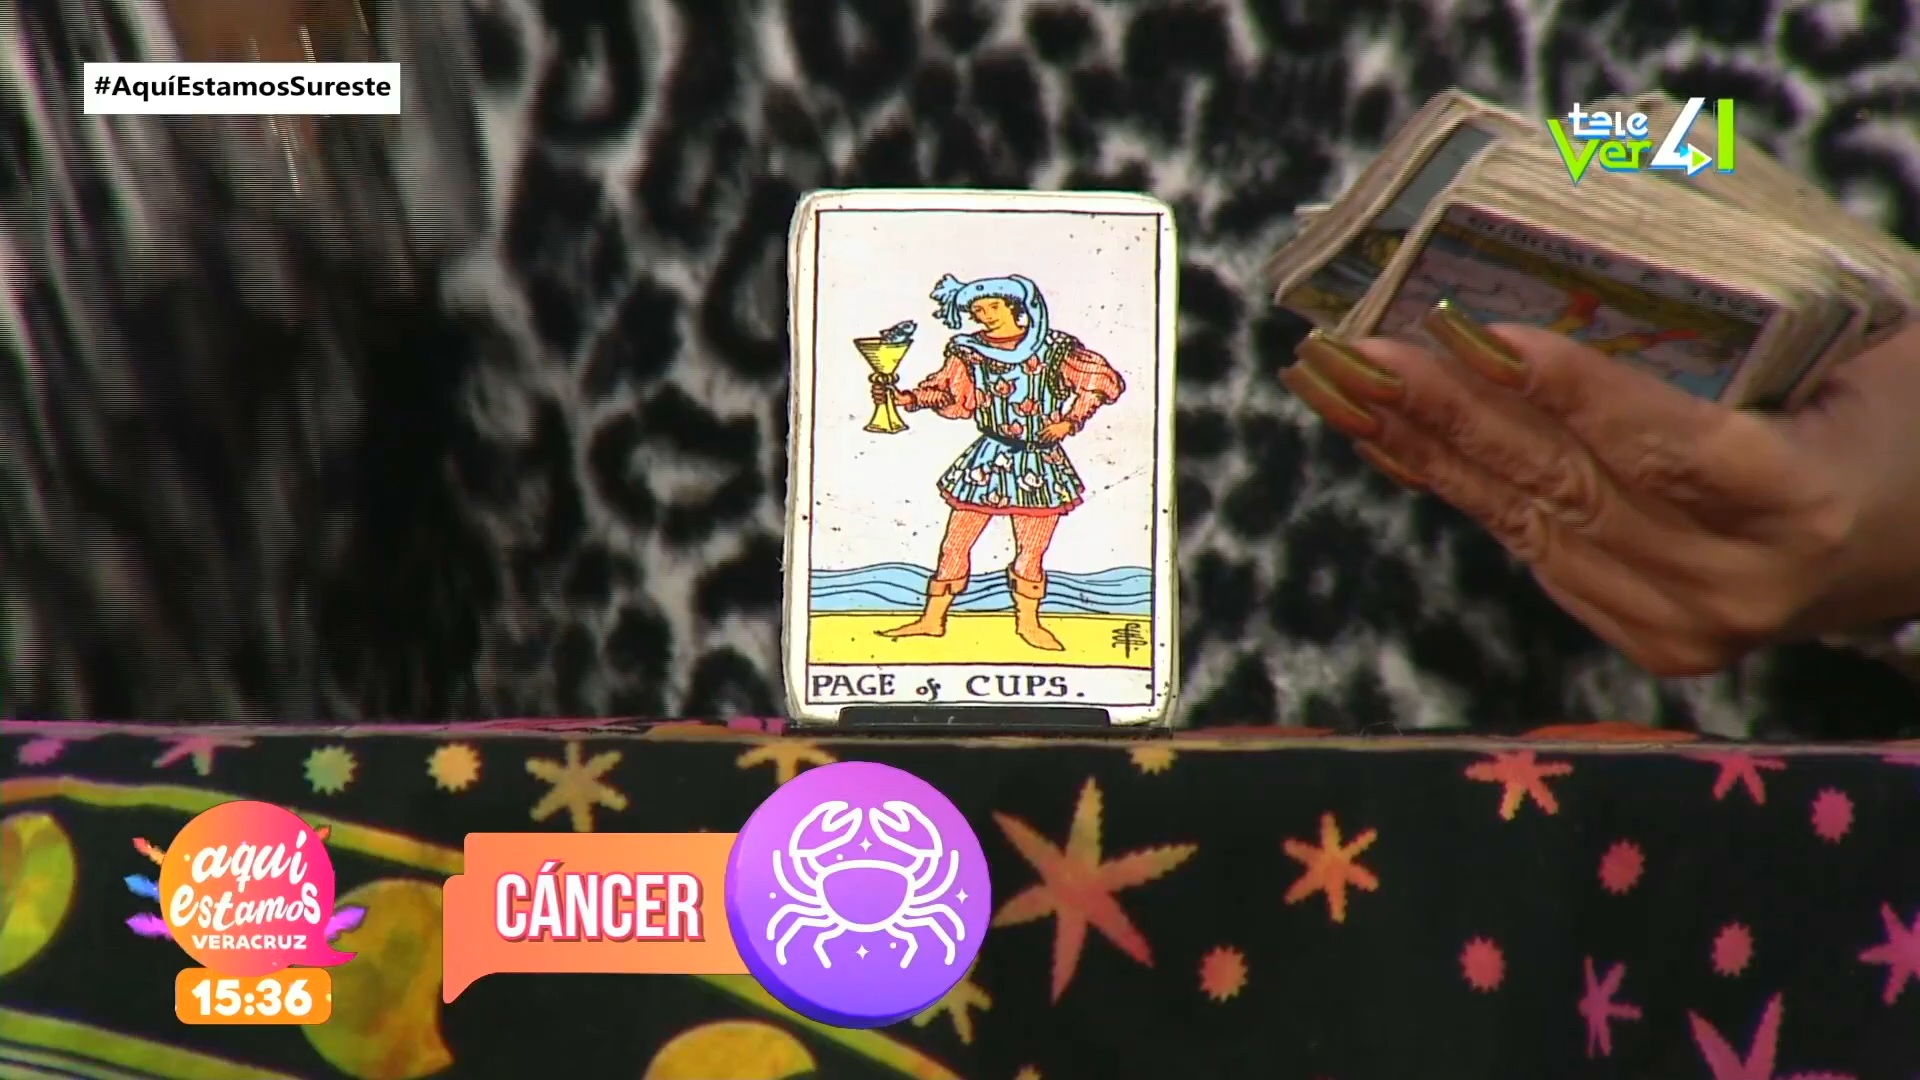 #AquíEstamosSureste
tele
ver 41
PAGE of CUPS.
aquí
estamos
VERACRUZ
15:36
CÁNCER